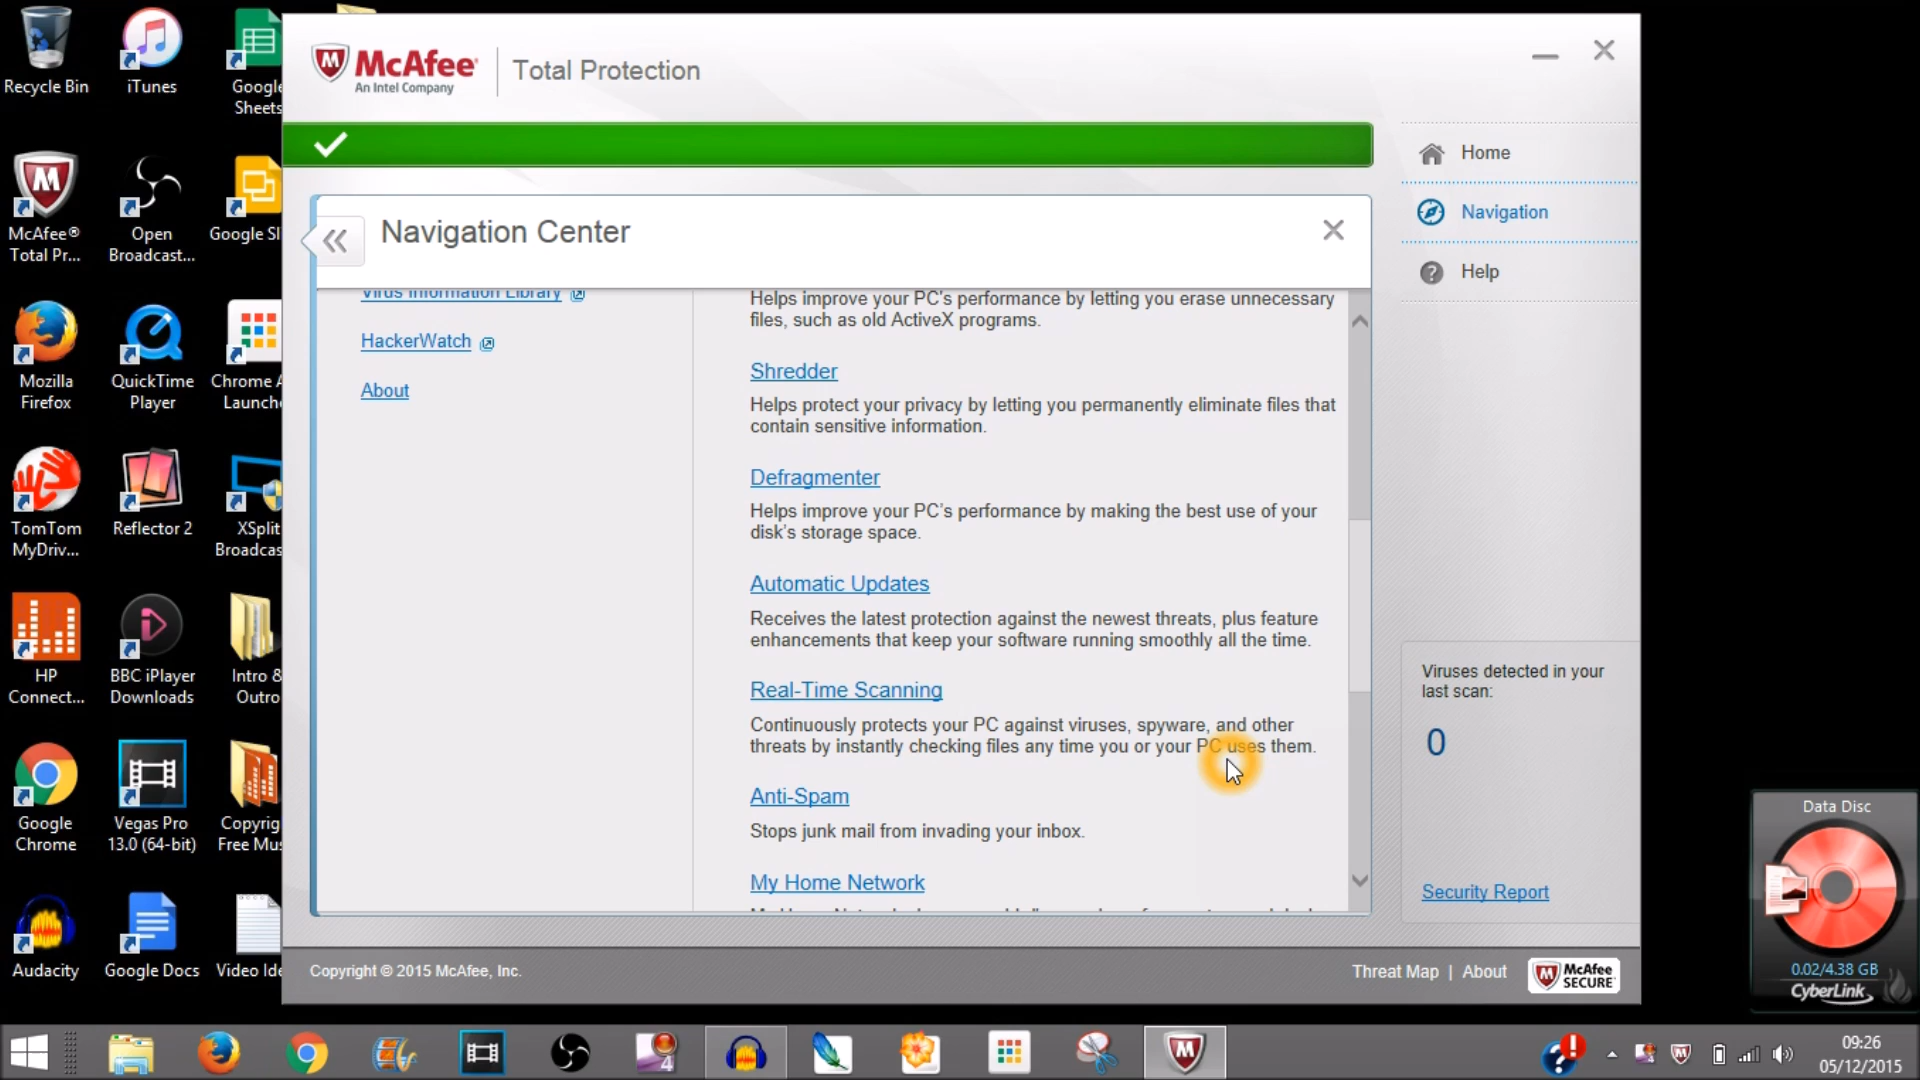 Recycle Bin
iTunes
Google
Sheets
McAfee®
Total Pr...
Open
Broadcast...
Google Sl
Mozilla
Firefox
QuickTime
Player
Chrome A
Launch
TomTom
MyDriv...
Reflector 2
XSplit
Broadcas
HP
Connect...
BBC iPlayer
Downloads
Intro &
Outro
Google
Chrome
Vegas Pro
13.0 (64-bit)
Copyrig
Free Mus
Audacity
Google Docs
Video Ide
McAfee
An Intel Company
Total Protection
Home
Navigation
Help
Navigation Center
Virus Information Library
HackerWatch
About
Helps improve your PC's performance by letting you erase unnecessary
files, such as old ActiveX programs.
Shredder
Helps protect your privacy by letting you permanently eliminate files that
contain sensitive information.
Defragmenter
Helps improve your PC's performance by making the best use of your
disk's storage space.
Automatic Updates
Receives the latest protection against the newest threats, plus feature
enhancements that keep your software running smoothly all the time.
Real-Time Scanning
Continuously protects your PC against viruses, spyware, and other
threats by instantly checking files any time you or your PC uses them.
Anti-Spam
Stops junk mail from invading your inbox.
My Home Network
Viruses detected in your
last scan:
0
Security Report
Copyright © 2015 McAfee, Inc.
Threat Map | About
McAfee
SECURE
Data Disc
0.02/4.38 GB
CyberLink
09:26
05/12/2015